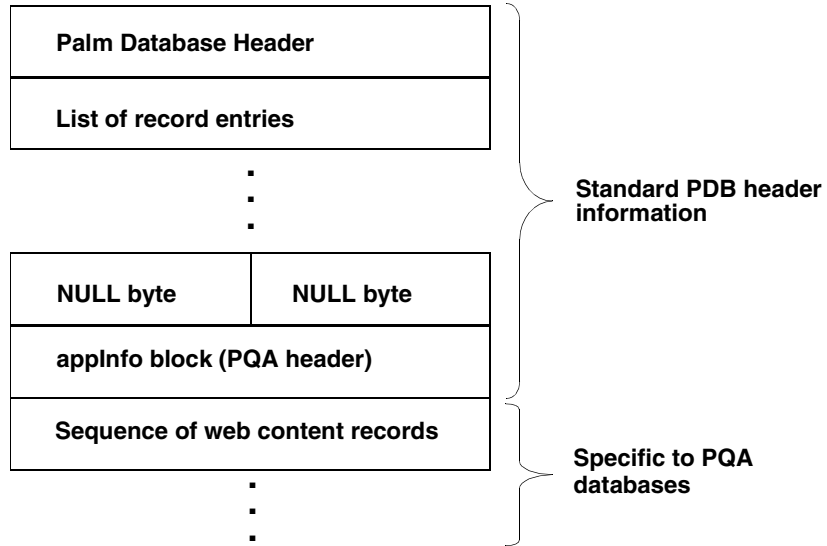 Palm Database Header
List of record entries
Standard PDB header
information
NULL byte
NULL byte
appInfo block (PQA header)
Sequence of web content records
Specific to PQA
databases